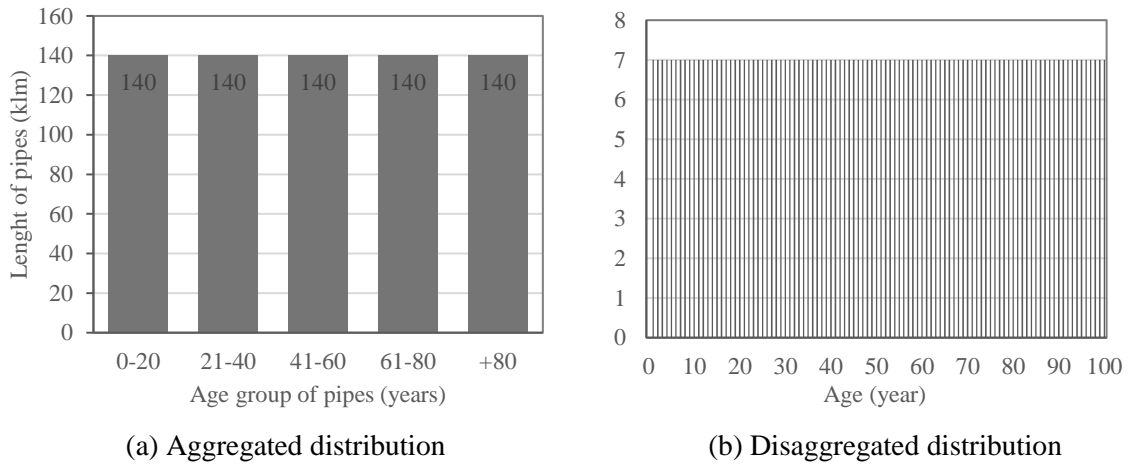 160
140
120
100
80
60
40
20
0
Lenght of pipes (klm)
140 140 140 140 140
0-20 21-40 41-60 61-80 +80
Age group of pipes (years)
(a) Aggregated distribution
8
7
6
5
4
3
2
1
0
0 10 20 30 40 50 60 70 80 90 100
Age (year)
(b) Disaggregated distribution